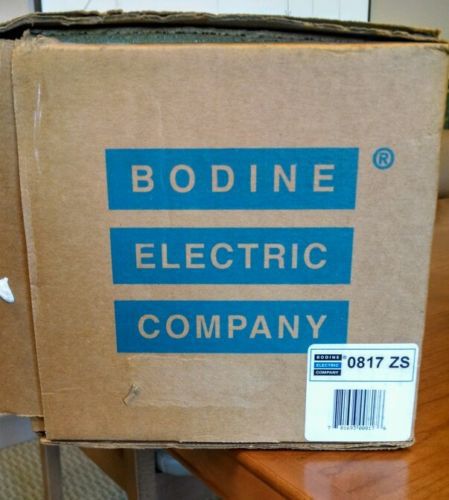 BODINE ®
ELECTRIC
COMPANY
BODINE ®
ELECTRIC
COMPANY
0817 ZS